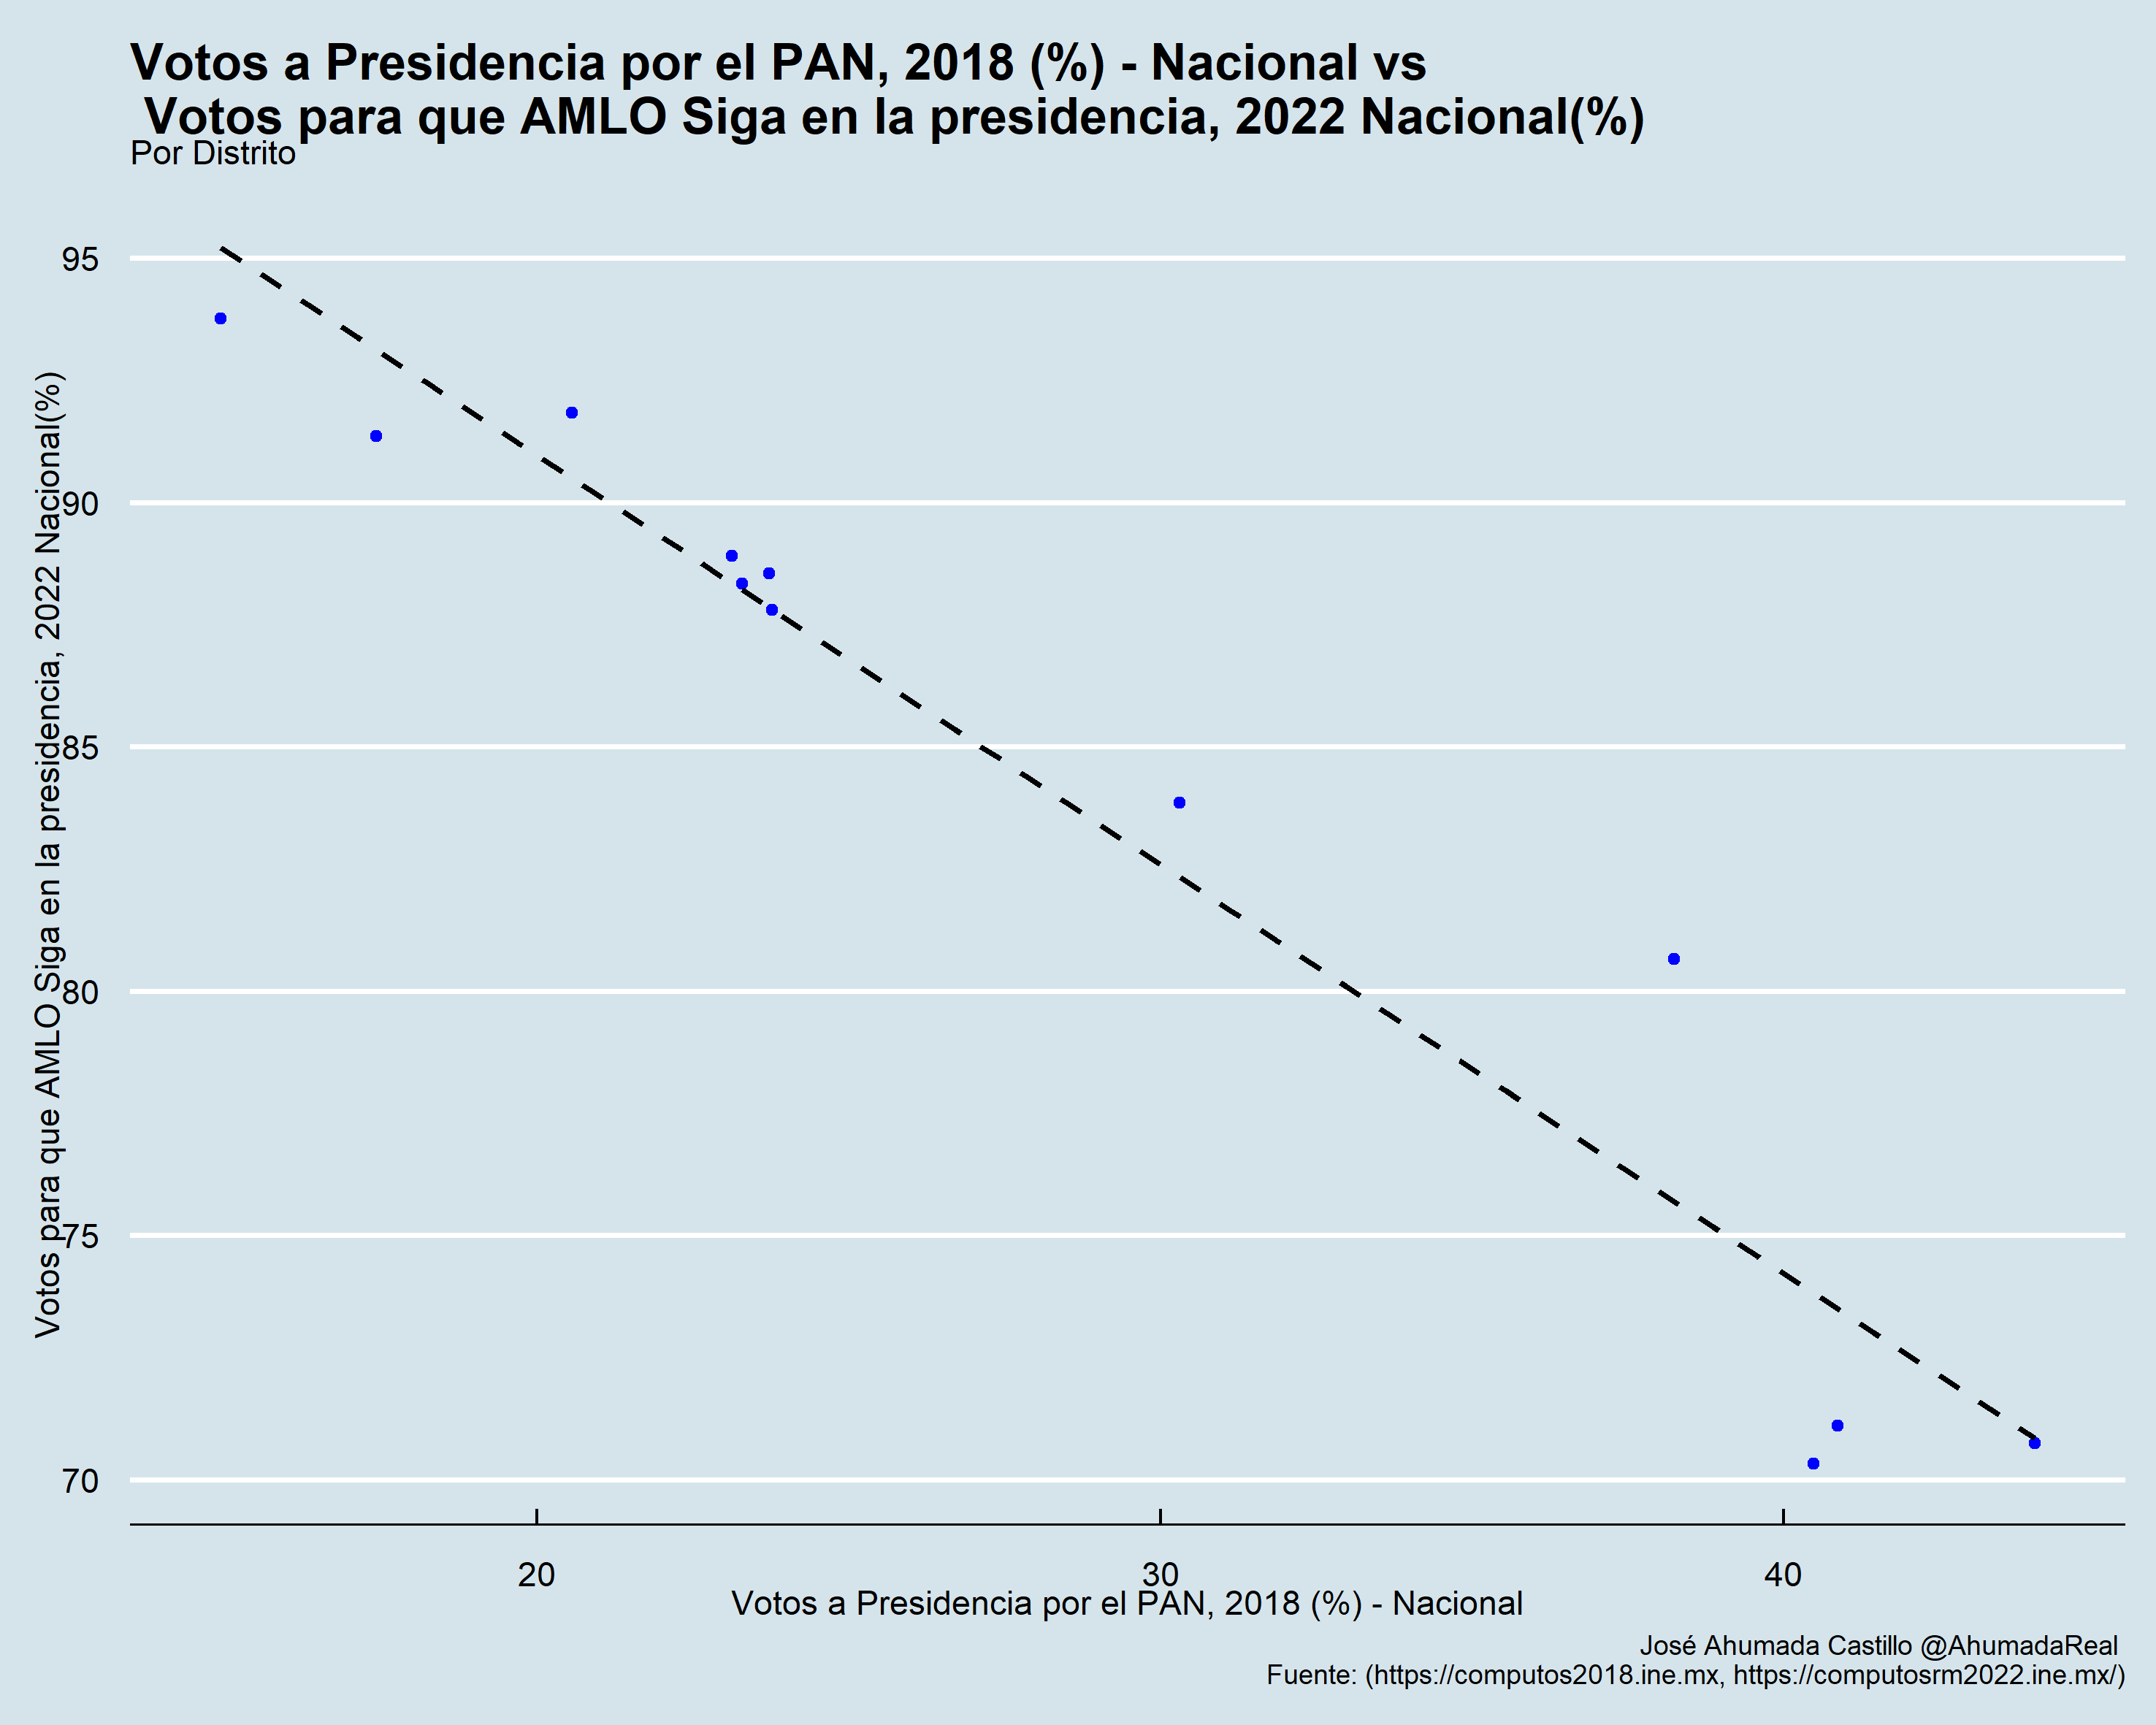 Votos a Presidencia por el PAN, 2018 (%) - Nacional vs
Votos para que AMLO Siga en la presidencia, 2022 Nacional(%)
Por Distrito
Votos para que AMLO Siga en la presidencia, 2022 Nacional(%)
95
90
85
80
75
70
20 30 40
Votos a Presidencia por el PAN, 2018 (%) - Nacional
José Ahumada Castillo @AhumadaReal
Fuente: (https://computos2018.ine.mx, https://computosrm2022.ine.mx/)